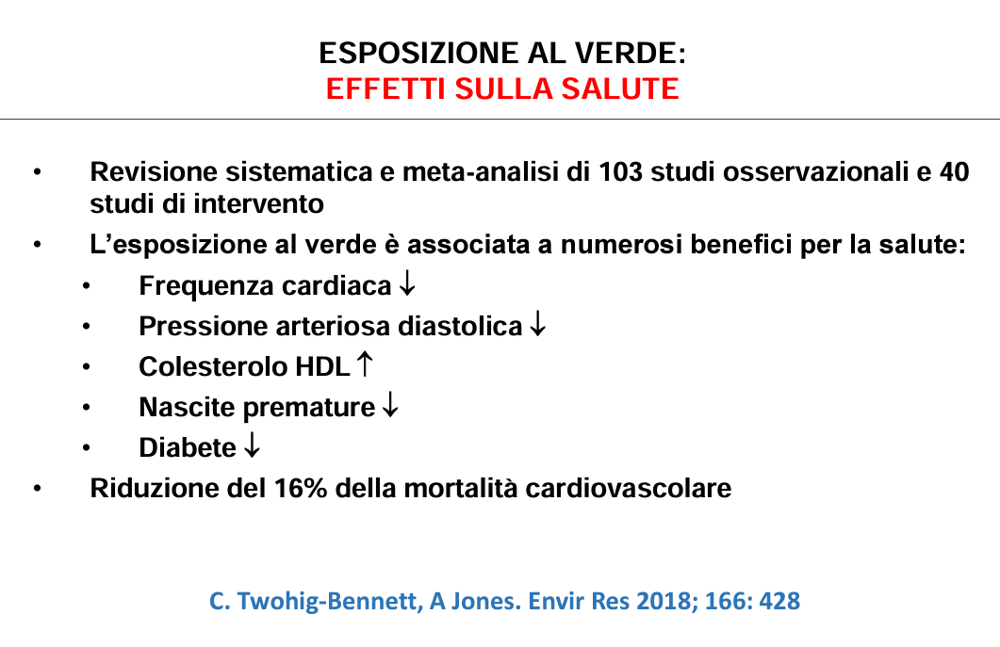 ESPOSIZIONE AL VERDE:
EFFETTI SULLA SALUTE
• Revisione sistematica e meta-analisi di 103 studi osservazionali e 40
studi di intervento
• L’esposizione al verde è associata a numerosi benefici per la salute:
• Frequenza cardiaca ↓
• Pressione arteriosa diastolica ↓
• Colesterolo HDL ↑
• Nascite premature ↓
• Diabete ↓
• Riduzione del 16% della mortalità cardiovascolare
C. Twohig-Bennett, A Jones. Envir Res 2018; 166: 428